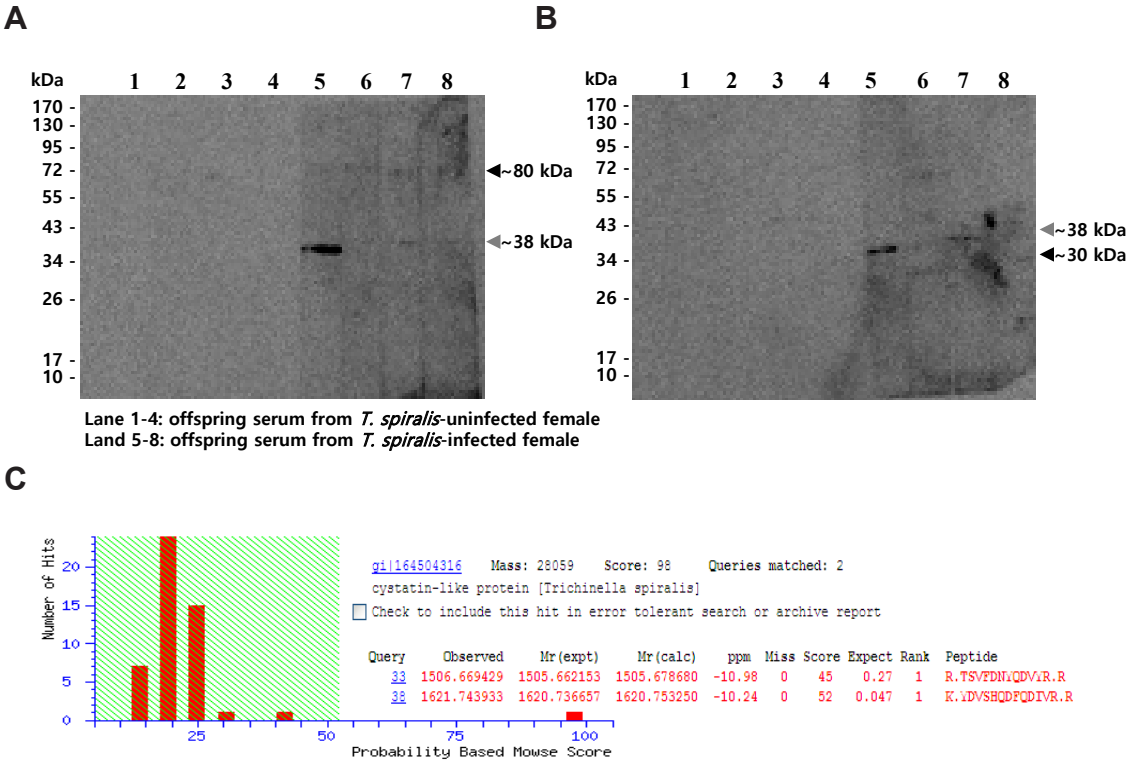 A
kDa 1 2 3 4 5 6 7 8
170 -
130 -
95 -
72 -
55 -
43 -
34 -
26 -
17 -
10 -
~80 kDa
~38 kDa
Lane 1-4: offspring serum from T. spiralis-uninfected female
Land 5-8: offspring serum from T. spiralis-infected female
B
kDa 1 2 3 4 5 6 7 8
170 -
130 -
95 -
72 -
55 -
43 -
34 -
26 -
17 -
10 -
~38 kDa
~30 kDa
C
Number of Hits
20
15
10
5
0
25 50 75 100
Probability Based Mowse Score
gi|164504316 Mass: 28059 Score: 98 Queries matched: 2
cystatin-like protein [Trichinella spiralis]
Check to include this hit in error tolerant search or archive report
Query Observed Mr(expt) Mr(calc) ppm Miss Score Expect Rank Peptide
33 1506.669429 1505.662153 1505.678680 -10.98 0 45 0.27 1 R.TSVFDNYQDVYR.R
38 1621.743933 1620.736657 1620.753250 -10.24 0 52 0.047 1 K.YDVSHQDFQDIVR.R